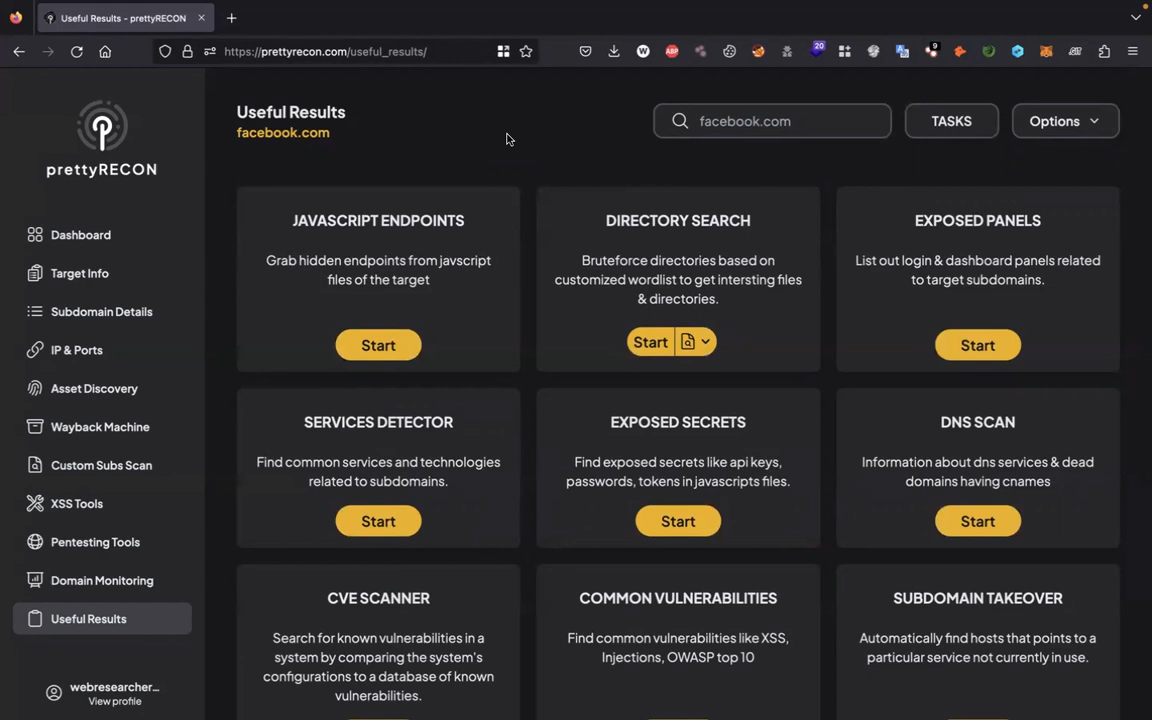 Useful Results - prettyRECON
https://prettyrecon.com/useful_results/
20
9
prettyRECON
Dashboard
Target Info
Subdomain Details
IP & Ports
Asset Discovery
Wayback Machine
Custom Subs Scan
XSS Tools
Pentesting Tools
Domain Monitoring
Useful Results
webresearcher...
View profile
Useful Results
facebook.com
facebook.com
TASKS
Options
JAVASCRIPT ENDPOINTS
Grab hidden endpoints from javscript
files of the target
Start
DIRECTORY SEARCH
Bruteforce directories based on
customized wordlist to get intersting files
& directories.
Start
EXPOSED PANELS
List out login & dashboard panels related
to target subdomains.
Start
SERVICES DETECTOR
Find common services and technologies
related to subdomains.
Start
EXPOSED SECRETS
Find exposed secrets like api keys,
passwords, tokens in javascripts files.
Start
DNS SCAN
Information about dns services & dead
domains having cnames
Start
CVE SCANNER
Search for known vulnerabilities in a
system by comparing the system's
configurations to a database of known
vulnerabilities.
COMMON VULNERABILITIES
Find common vulnerabilities like XSS,
Injections, OWASP top 10
SUBDOMAIN TAKEOVER
Automatically find hosts that points to a
particular service not currently in use.